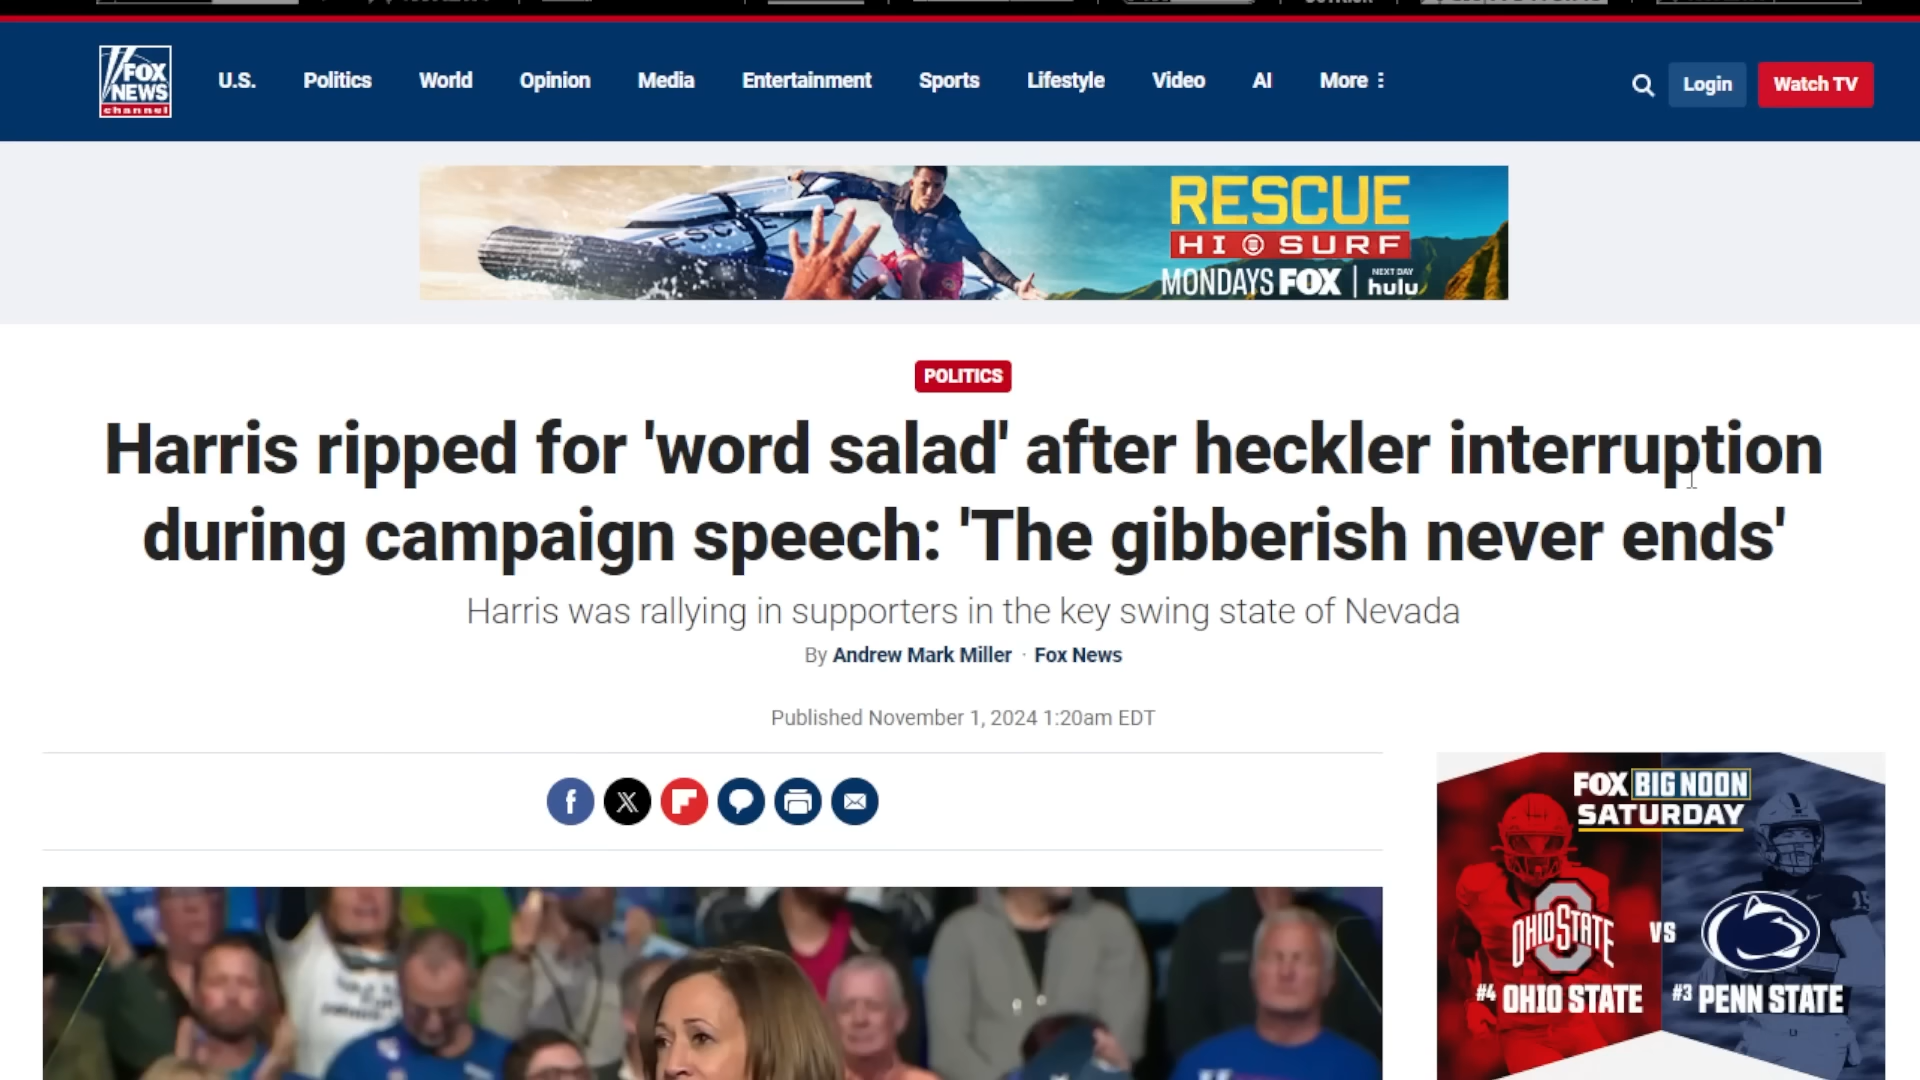 FOX
NEWS
channel
U.S. Politics World Opinion Media Entertainment Sports Lifestyle Video AI More
Login
Watch TV
RESCUE
RESCUE
HI SURF
MONDAYS FOX
NEXT DAY
hulu
POLITICS
Harris ripped for 'word salad' after heckler interruption
during campaign speech: 'The gibberish never ends'
Harris was rallying in supporters in the key swing state of Nevada
By Andrew Mark Miller · Fox News
Published November 1, 2024 1:20am EDT
FOX BIG NOON
SATURDAY
OHIO STATE
VS
#4 OHIO STATE
#3 PENN STATE